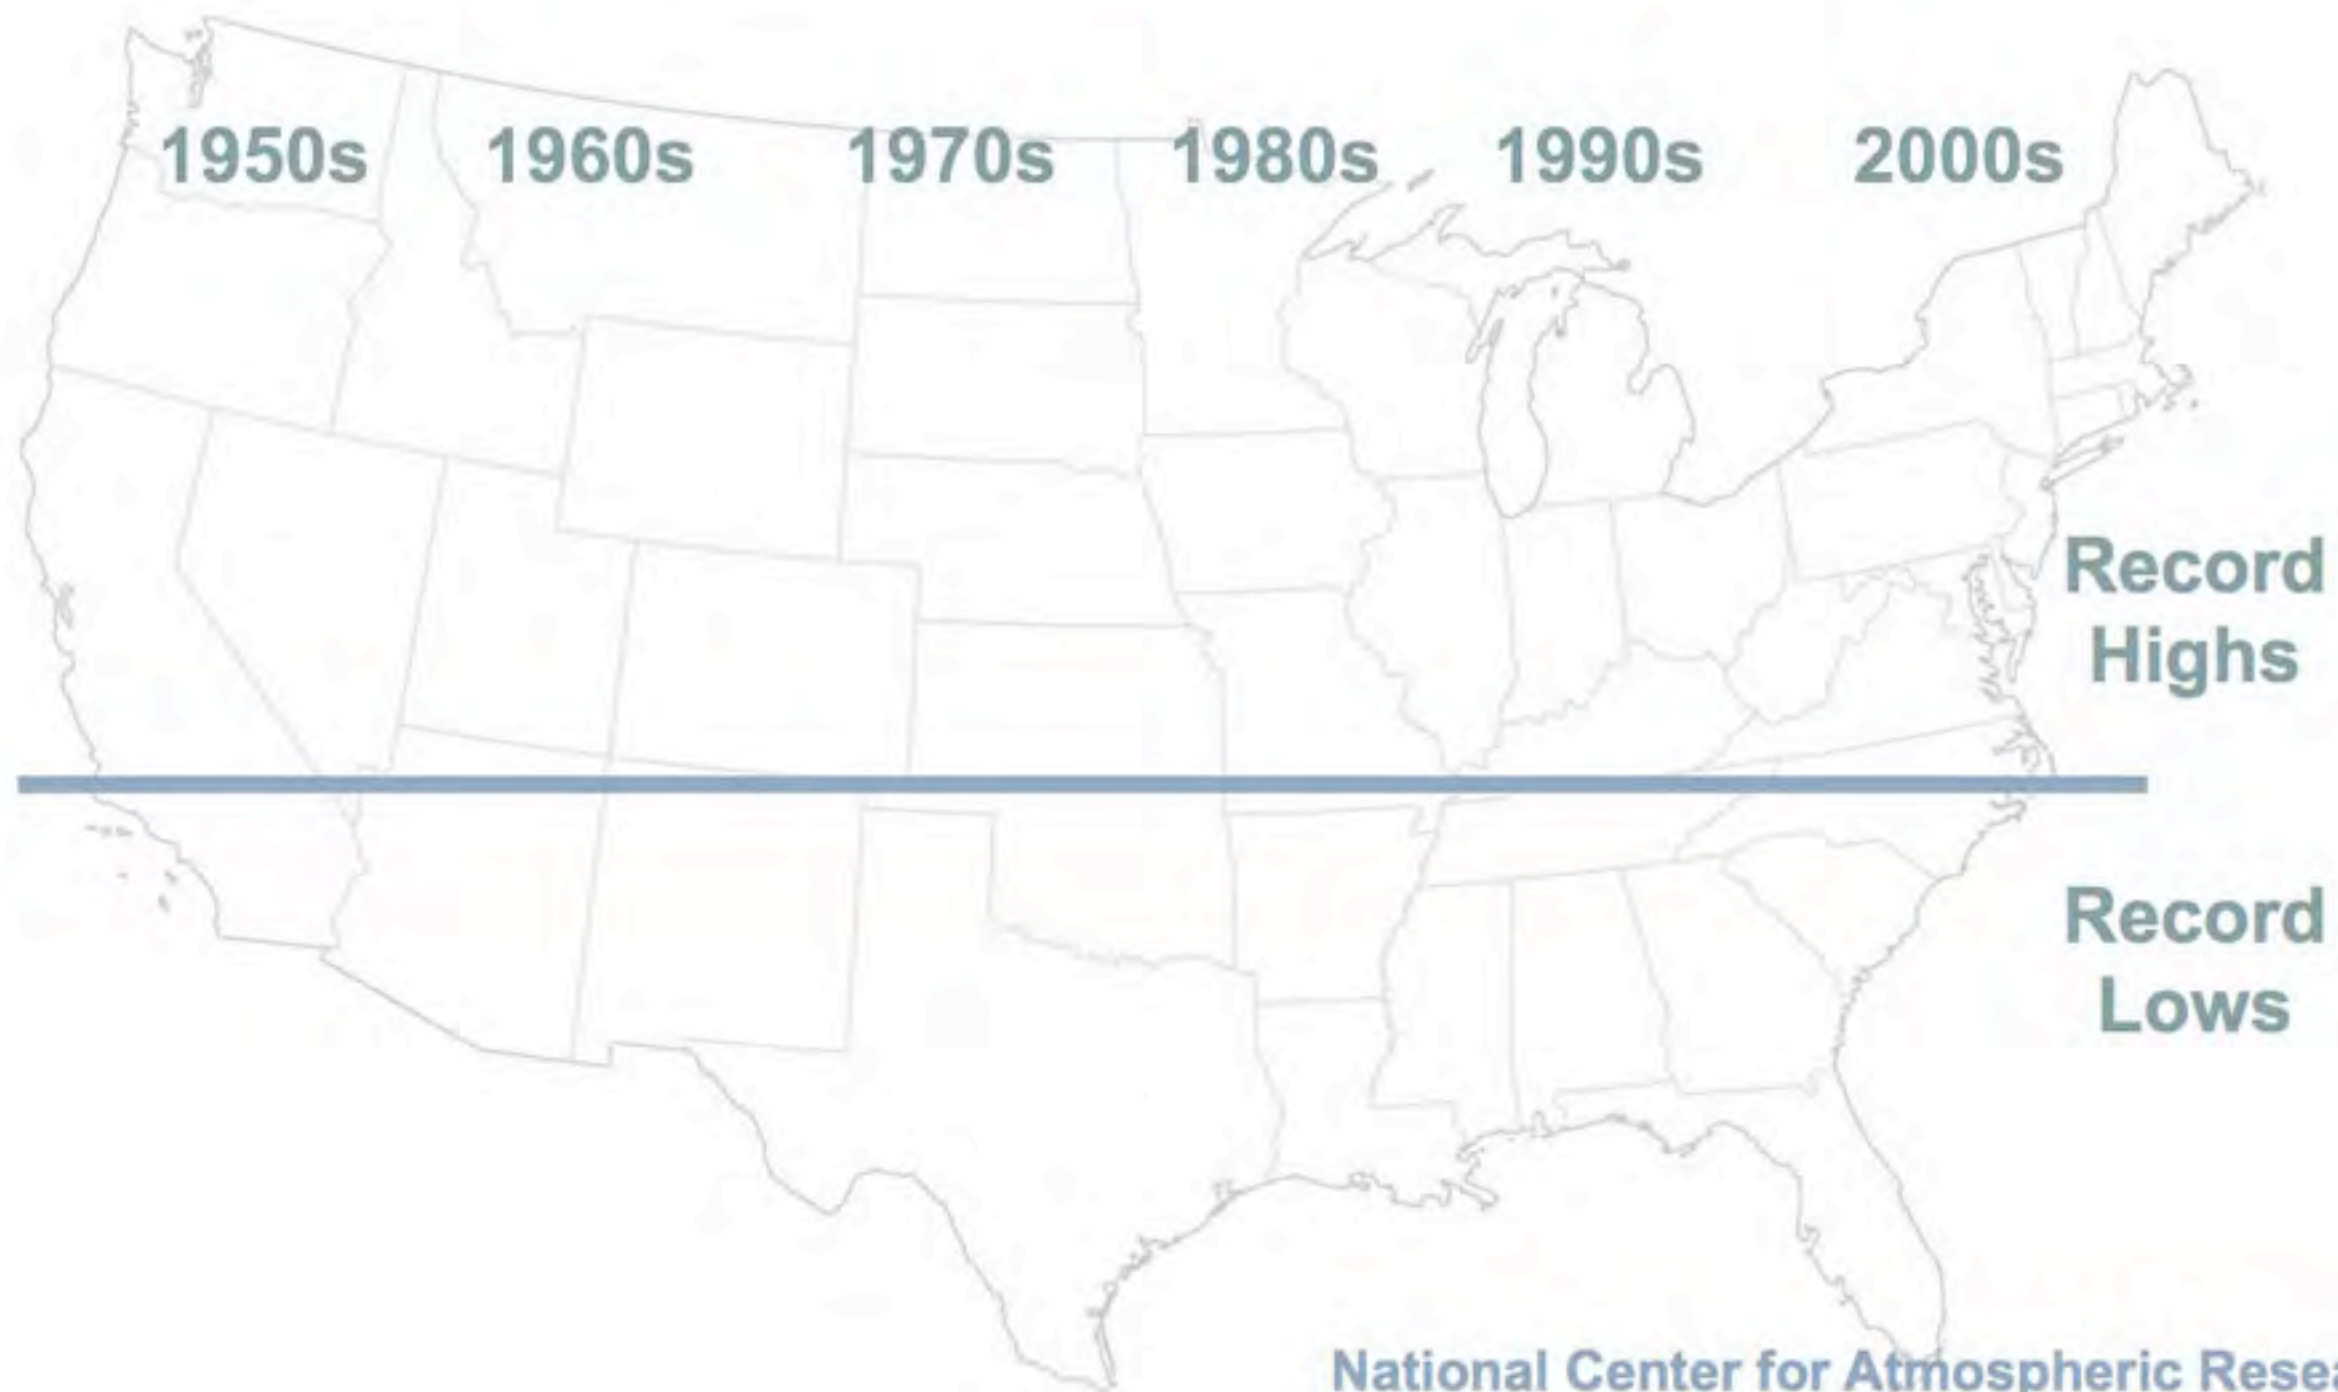 1950s 1960s 1970s 1980s 1990s 2000s
Record
Highs
Record
Lows
National Center for Atmospheric